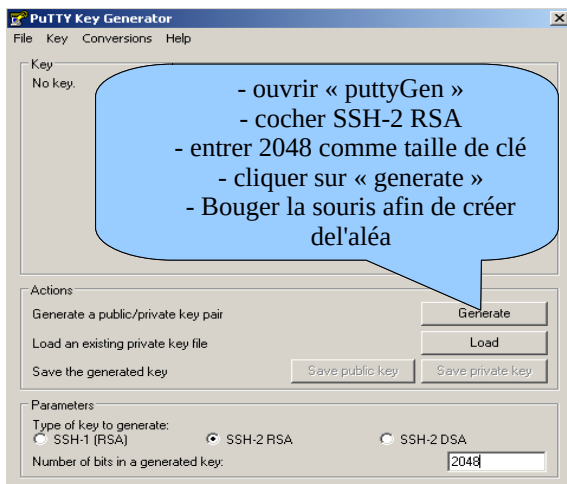 PuTTY Key Generator
File Key Conversions Help
Key
No key.
- ouvrir « puttyGen »
- cocher SSH-2 RSA
- entrer 2048 comme taille de clé
- cliquer sur « generate »
- Bouger la souris afin de créer
del'aléa
Actions
Generate a public/private key pair
Generate
Load an existing private key file
Load
Save the generated key
Save public key
Save private key
Parameters
Type of key to generate:
SSH-1 (RSA)
SSH-2 RSA
SSH-2 DSA
Number of bits in a generated key:
2048